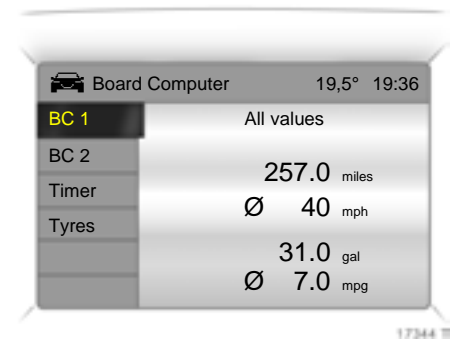 Board Computer 19,5° 19:36
BC 1 All values
BC 2
257.0 miles
Timer
Ø 40 mph
Tyres
31.0 gal
Ø 7.0 mpg
17344 T